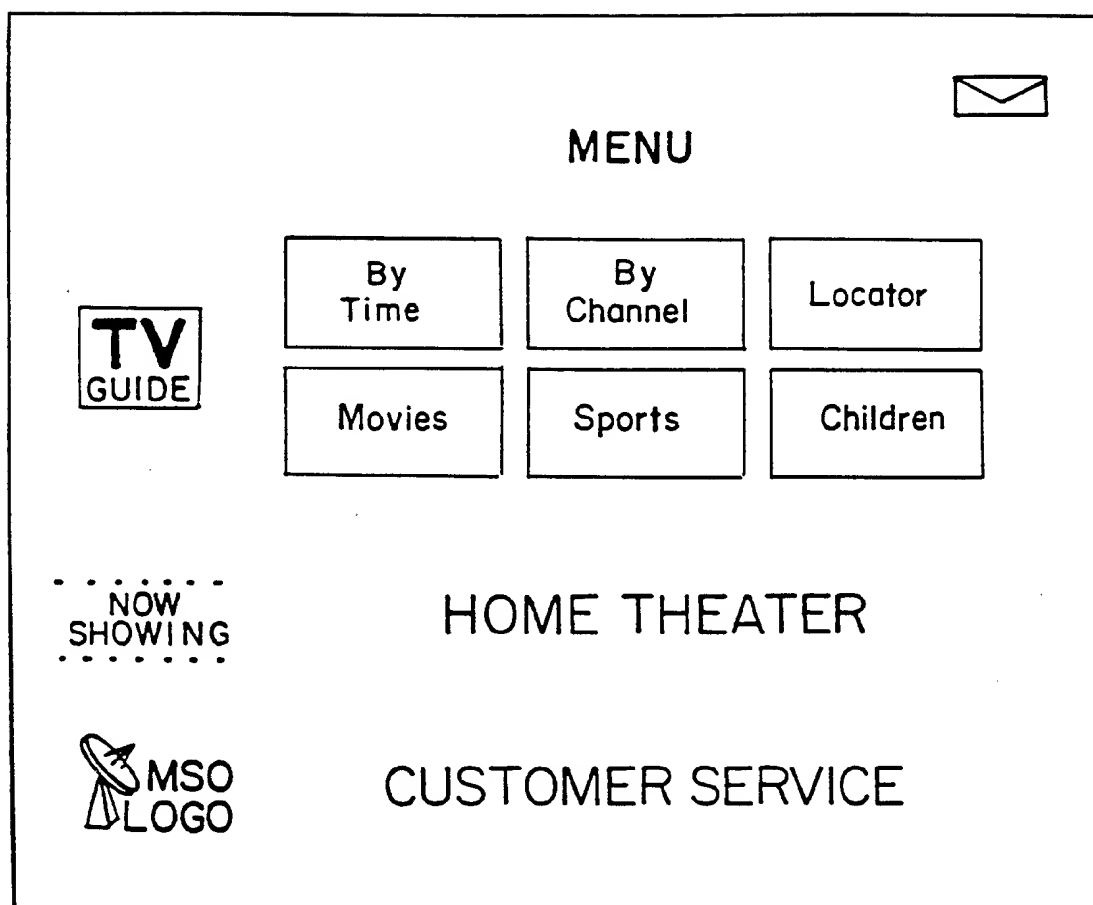 MENU
By
Time
By
Channel
Locator
TV
GUIDE
Movies
Sports
Children
NOW
SHOWING
HOME THEATER
MSO
LOGO
CUSTOMER SERVICE